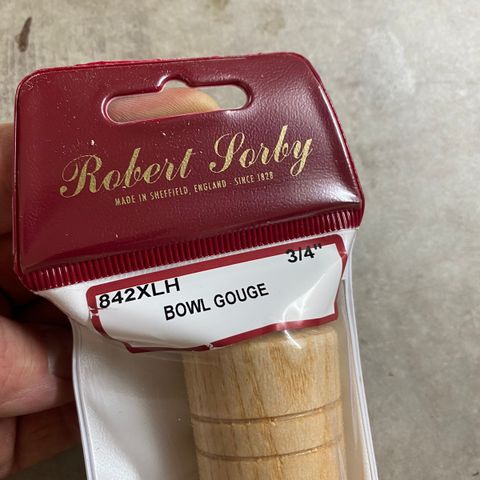 Robert Sorby
MADE IN SHEFFIELD, ENGLAND - SINCE 1828
842XLH 3/4"
BOWL GOUGE